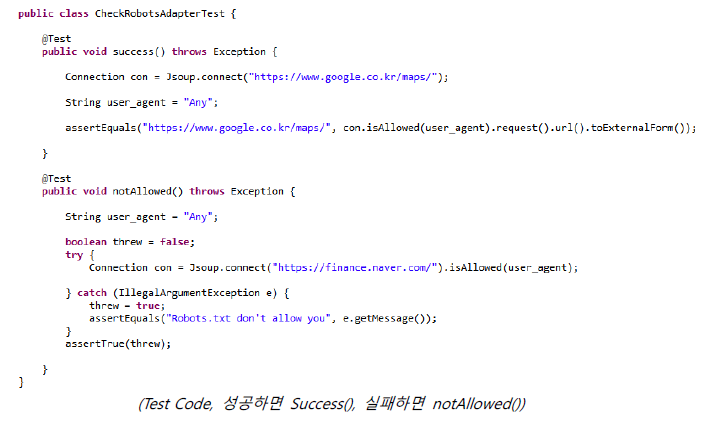 public class CheckRobotsAdapterTest {
@Test
public void success() throws Exception {
Connection con = Jsoup.connect("https://www.google.co.kr/maps/");
String user_agent = "Any";
assertEquals("https://www.google.co.kr/maps/", con.isAllowed(user_agent).request().url().toExternalForm());
}
@Test
public void notAllowed() throws Exception {
String user_agent = "Any";
boolean threw = false;
try {
Connection con = Jsoup.connect("https://finance.naver.com/").isAllowed(user_agent);
} catch (IllegalArgumentException e) {
threw = true;
assertEquals("Robots.txt don't allow you", e.getMessage());
}
assertTrue(threw);
}
}
(Test Code, 성공하면 Success(), 실패하면 notAllowed())